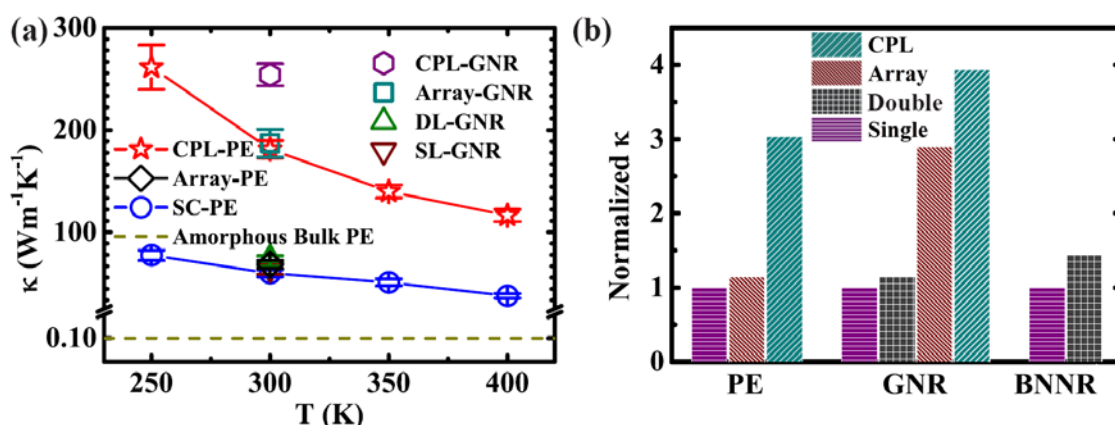 (a)
300
200
100
0.10
κ (Wm⁻¹K⁻¹)
CPL-GNR
Array-GNR
DL-GNR
SL-GNR
CPL-PE
Array-PE
SC-PE
Amorphous Bulk PE
250 300 350 400
T (K)
(b)
4
3
2
1
0
Normalized κ
CPL
Array
Double
Single
PE GNR BNNR